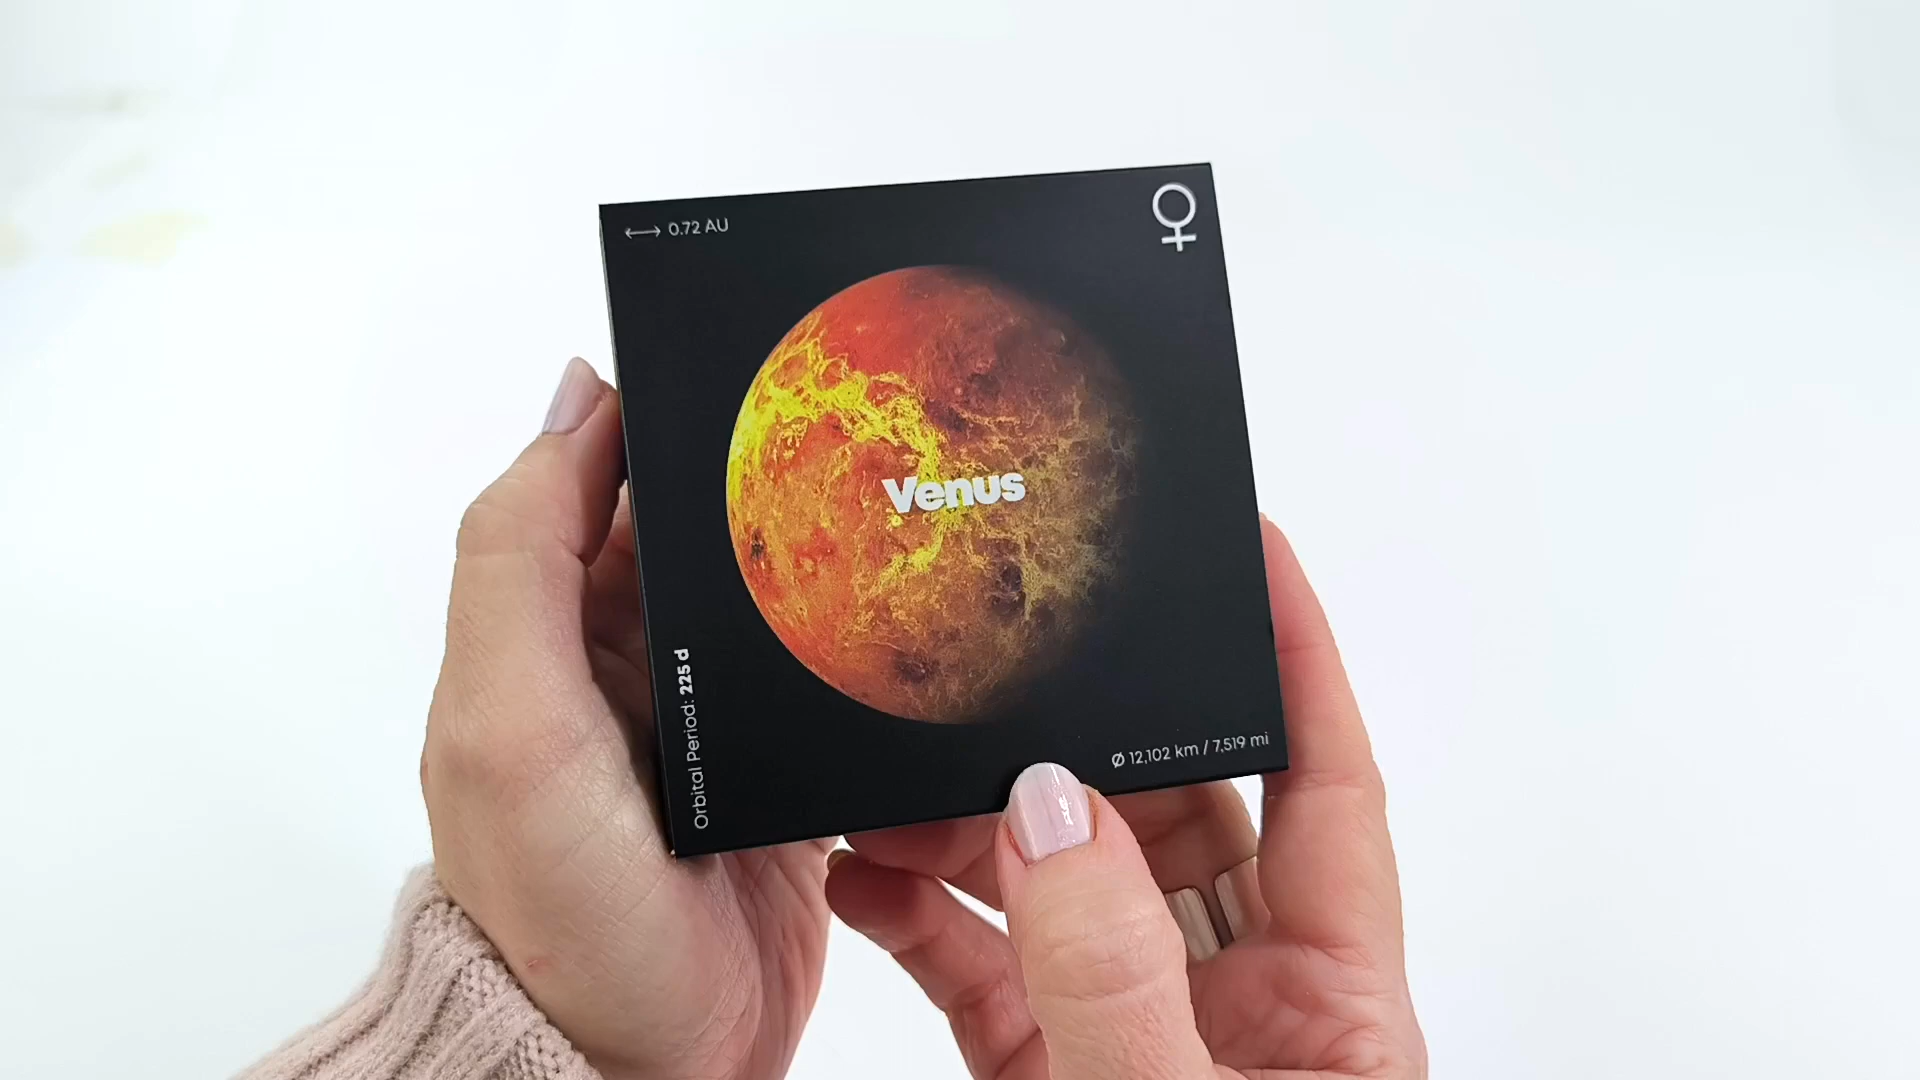 0.72 AU
Venus
Orbital Period: 225 d
Ø 12,102 km / 7,519 mi